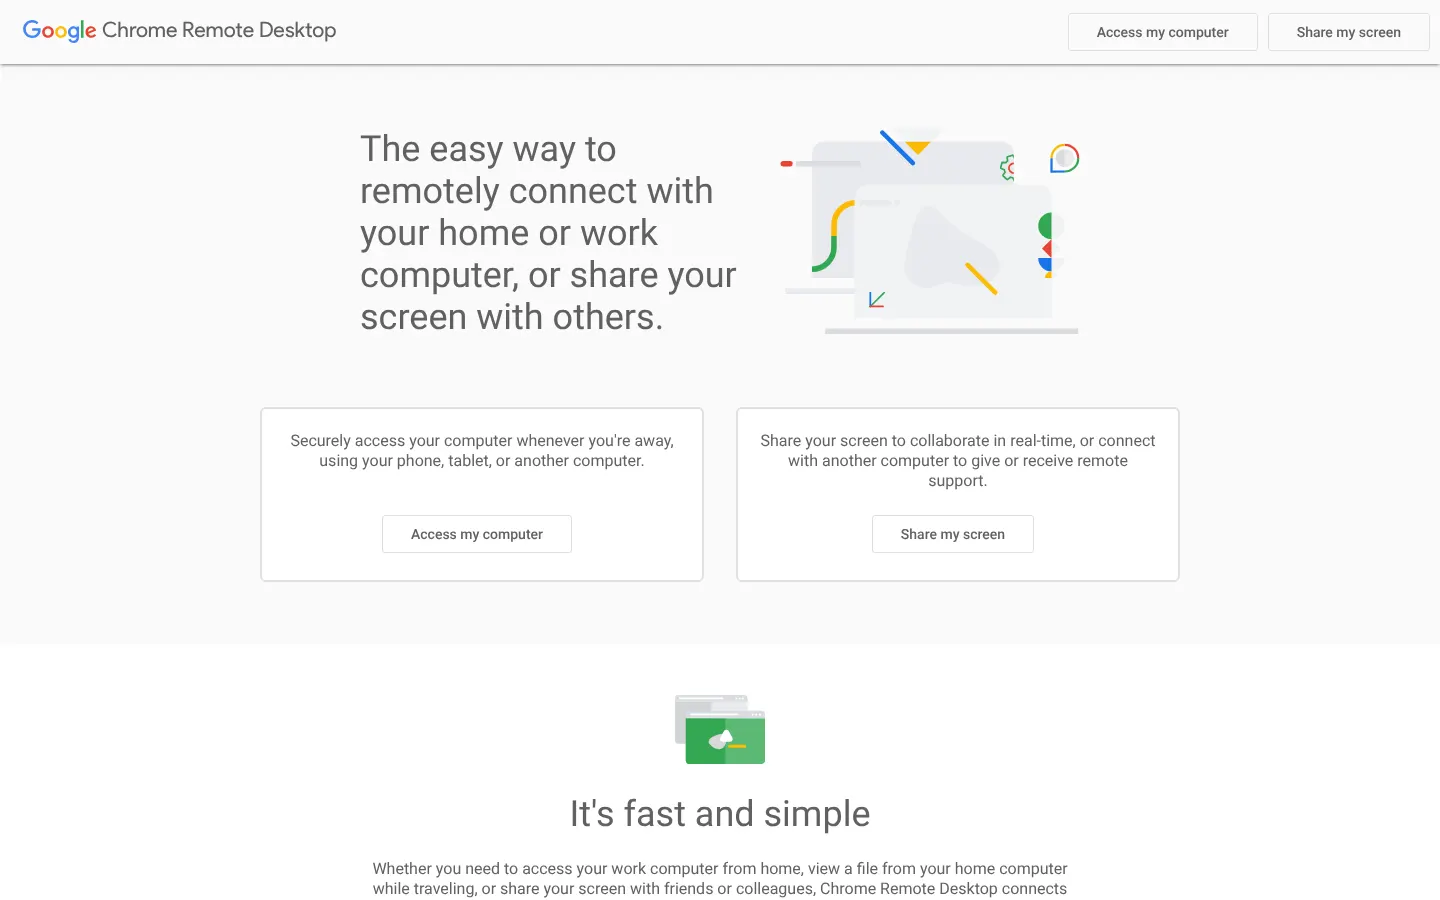 Google Chrome Remote Desktop
Access my computer
Share my screen
The easy way to
remotely connect with
your home or work
computer, or share your
screen with others.
Securely access your computer whenever you're away,
using your phone, tablet, or another computer.
Access my computer
Share your screen to collaborate in real-time, or connect
with another computer to give or receive remote
support.
Share my screen
It's fast and simple
Whether you need to access your work computer from home, view a file from your home computer
while traveling, or share your screen with friends or colleagues, Chrome Remote Desktop connects